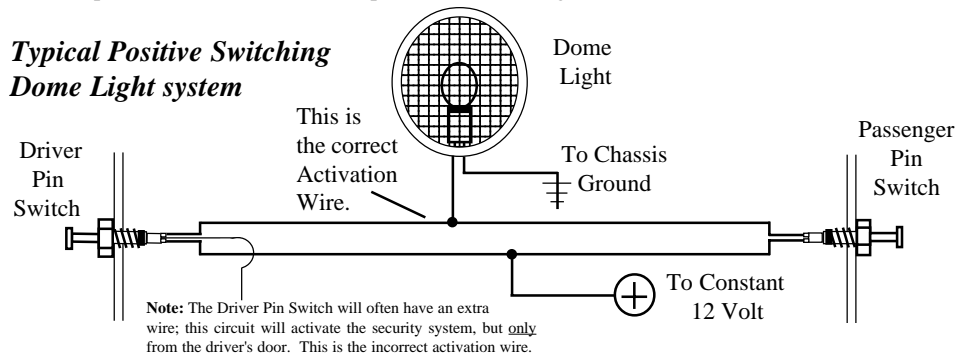 Typical Positive Switching
Dome Light system
Dome
Light
This is
the correct
Activation
Wire.
To Chassis
Ground
Driver
Pin
Switch
Passenger
Pin
Switch
To Constant
12 Volt
Note: The Driver Pin Switch will often have an extra
wire; this circuit will activate the security system, but only
from the driver's door. This is the incorrect activation wire.